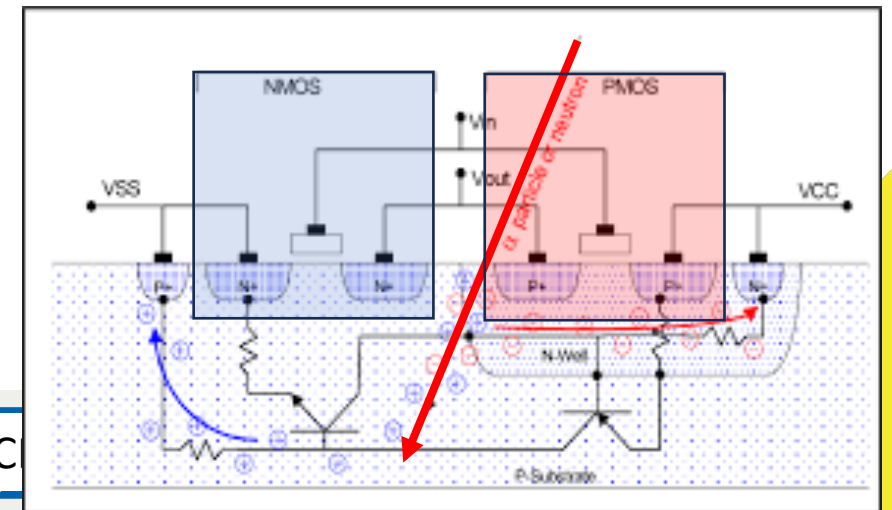 NMOS
PMOS
α particle or neutron
Vin
Vout
VSS
VCC
P+
N+
N+
P+
P+
N+
N-Well
P-Substrate